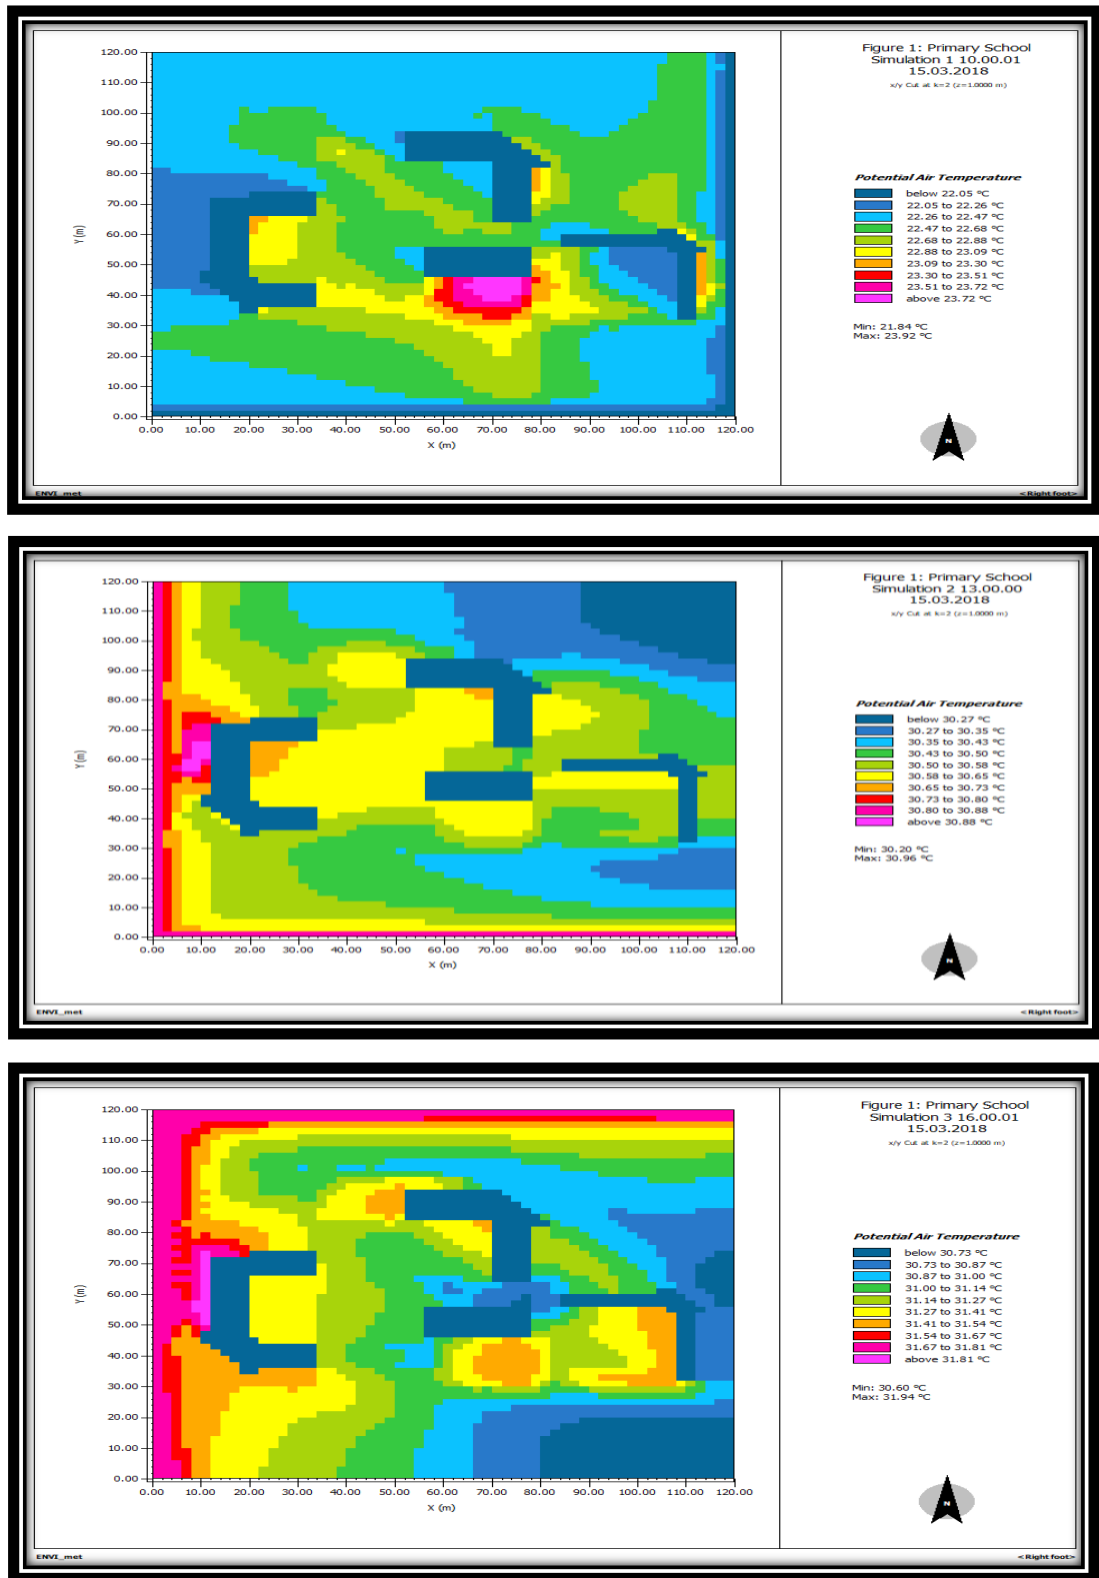 Figure 1: Primary School
Simulation 1 10.00.01
15.03.2018
x/y Cut at k=2 (z=1.0000 m)
120.00
110.00
100.00
90.00
80.00
70.00
60.00
50.00
40.00
30.00
20.00
10.00
0.00
Y (m)
0.00 10.00 20.00 30.00 40.00 50.00 60.00 70.00 80.00 90.00 100.00 120.00
X (m)
Potential Air Temperature
below 22.05 °C
22.05 to 22.26 °C
22.26 to 22.47 °C
22.47 to 22.68 °C
22.68 to 22.88 °C
22.88 to 23.09 °C
23.09 to 23.30 °C
23.30 to 23.51 °C
23.51 to 23.72 °C
above 23.72 °C
Min: 21.84 °C
Max: 23.92 °C
N
ENVI_met
<Right foot>
Figure 1: Primary School
Simulation 2 13.00.00
15.03.2018
x/y Cut at k=2 (z=1.0000 m)
120.00
110.00
100.00
90.00
80.00
70.00
60.00
50.00
40.00
30.00
20.00
10.00
0.00
Y (m)
0.00 10.00 20.00 30.00 40.00 50.00 60.00 70.00 80.00 90.00 100.00 110.00 120.00
X (m)
Potential Air Temperature
below 30.27 °C
30.27 to 30.35 °C
30.35 to 30.43 °C
30.43 to 30.50 °C
30.50 to 30.58 °C
30.58 to 30.65 °C
30.65 to 30.73 °C
30.73 to 30.80 °C
30.80 to 30.88 °C
above 30.88 °C
Min: 30.20 °C
Max: 30.96 °C
N
ENVI_met
<Right foot>
Figure 1: Primary School
Simulation 3 16.00.01
15.03.2018
x/y Cut at k=2 (z=1.0000 m)
120.00
110.00
100.00
90.00
80.00
70.00
60.00
50.00
40.00
30.00
20.00
10.00
0.00
Y (m)
0.00 10.00 20.00 30.00 40.00 50.00 60.00 70.00 80.00 90.00 100.00 120.00
X (m)
Potential Air Temperature
below 30.73 °C
30.73 to 30.87 °C
30.87 to 31.00 °C
31.00 to 31.14 °C
31.14 to 31.27 °C
31.27 to 31.41 °C
31.41 to 31.54 °C
31.54 to 31.67 °C
31.67 to 31.81 °C
above 31.81 °C
Min: 30.60 °C
Max: 31.94 °C
N
ENVI_met
<Right foot>